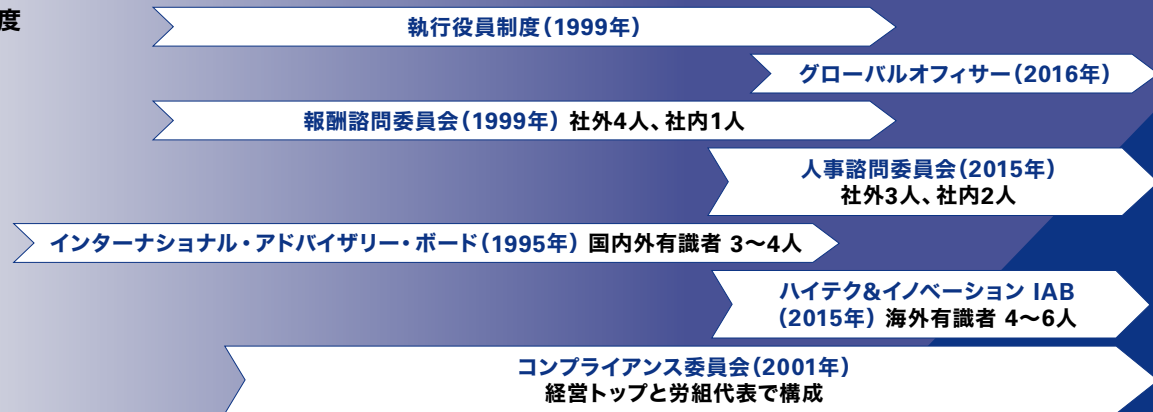 度
執行役員制度(1999年)
グローバルオフィサー(2016年)
報酬諮問委員会(1999年) 社外4人、社内1人
人事諮問委員会(2015年)
社外3人、社内2人
インターナショナル・アドバイザリー・ボード(1995年) 国内外有識者 3〜4人
ハイテク&イノベーション IAB
(2015年) 海外有識者 4〜6人
コンプライアンス委員会(2001年)
経営トップと労組代表で構成